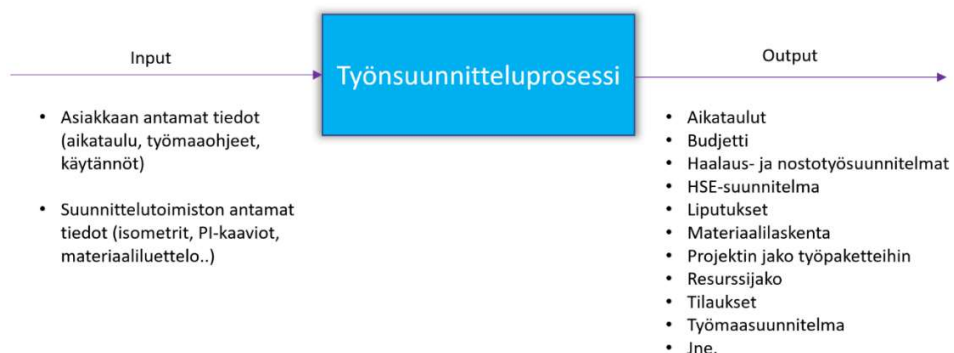 Input
• Asiakkaan antamat tiedot
(aikataulu, työmaaohjeet,
käytännöt)
• Suunnittelutoimiston antamat
tiedot (isometrit, PI-kaaviot,
materiaaliluettelo..)
Työnsuunnitteluprosessi
Output
• Aikataulut
• Budjetti
• Haalaus- ja nostotyösuunnitelmat
• HSE-suunnitelma
• Liputukset
• Materiaalilaskenta
• Projektin jako työpaketteihin
• Resurssijako
• Tilaukset
• Työmaasuunnitelma
• Jne.